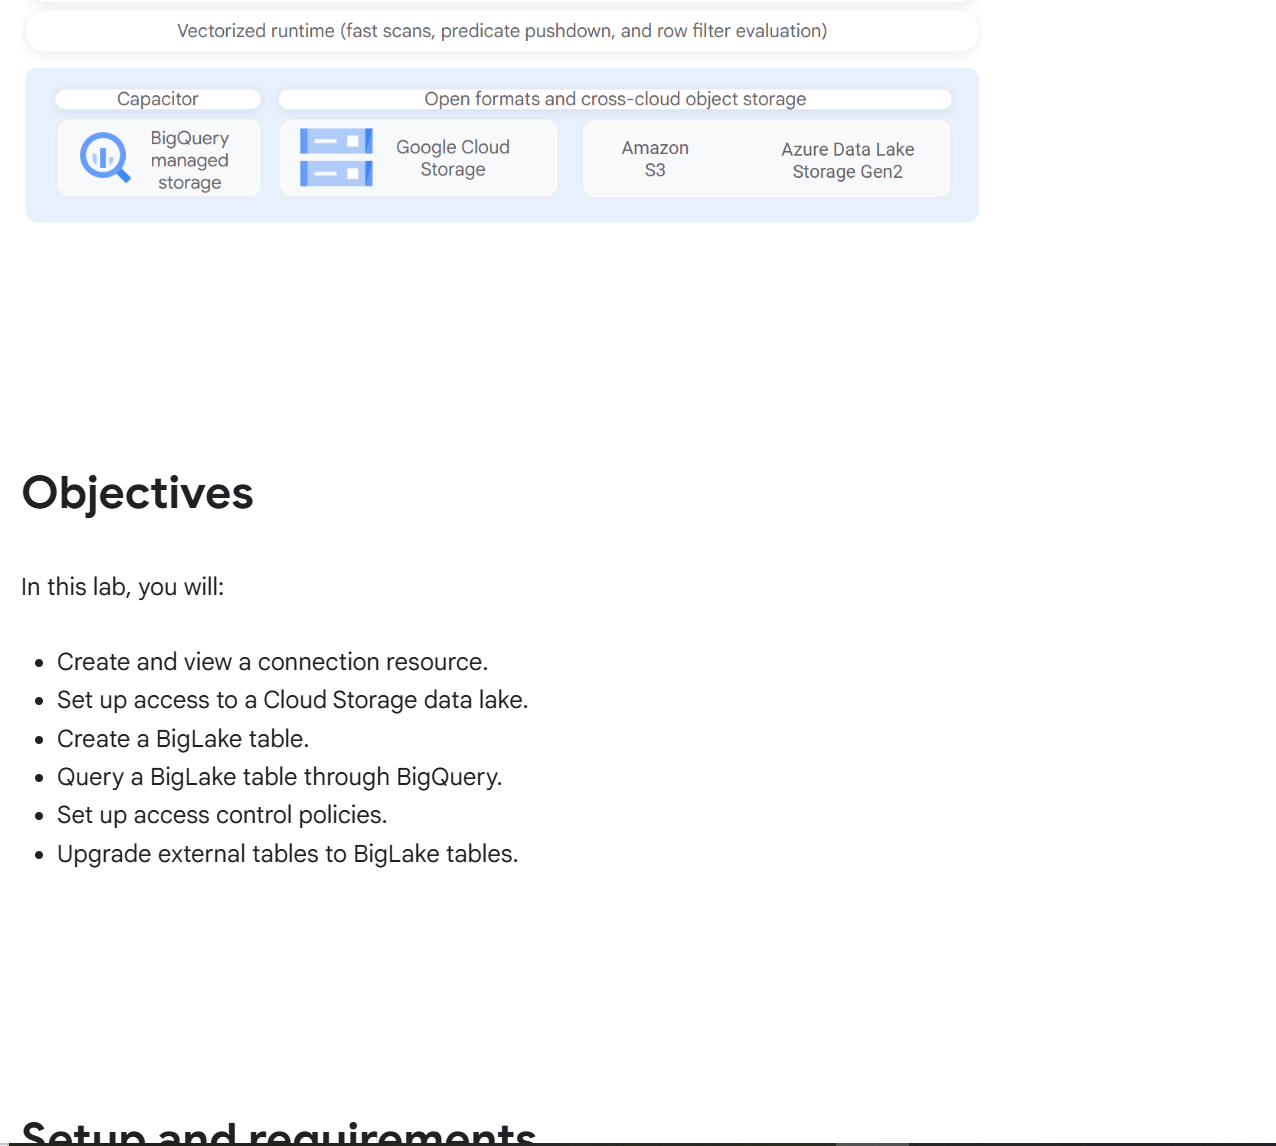 Vectorized runtime (fast scans, predicate pushdown, and row filter evaluation)
Capacitor
Open formats and cross-cloud object storage
BigQuery
managed
storage
Google Cloud
Storage
Amazon
S3
Azure Data Lake
Storage Gen2
Objectives
In this lab, you will:
• Create and view a connection resource.
• Set up access to a Cloud Storage data lake.
• Create a BigLake table.
• Query a BigLake table through BigQuery.
• Set up access control policies.
• Upgrade external tables to BigLake tables.
Setup and requirements